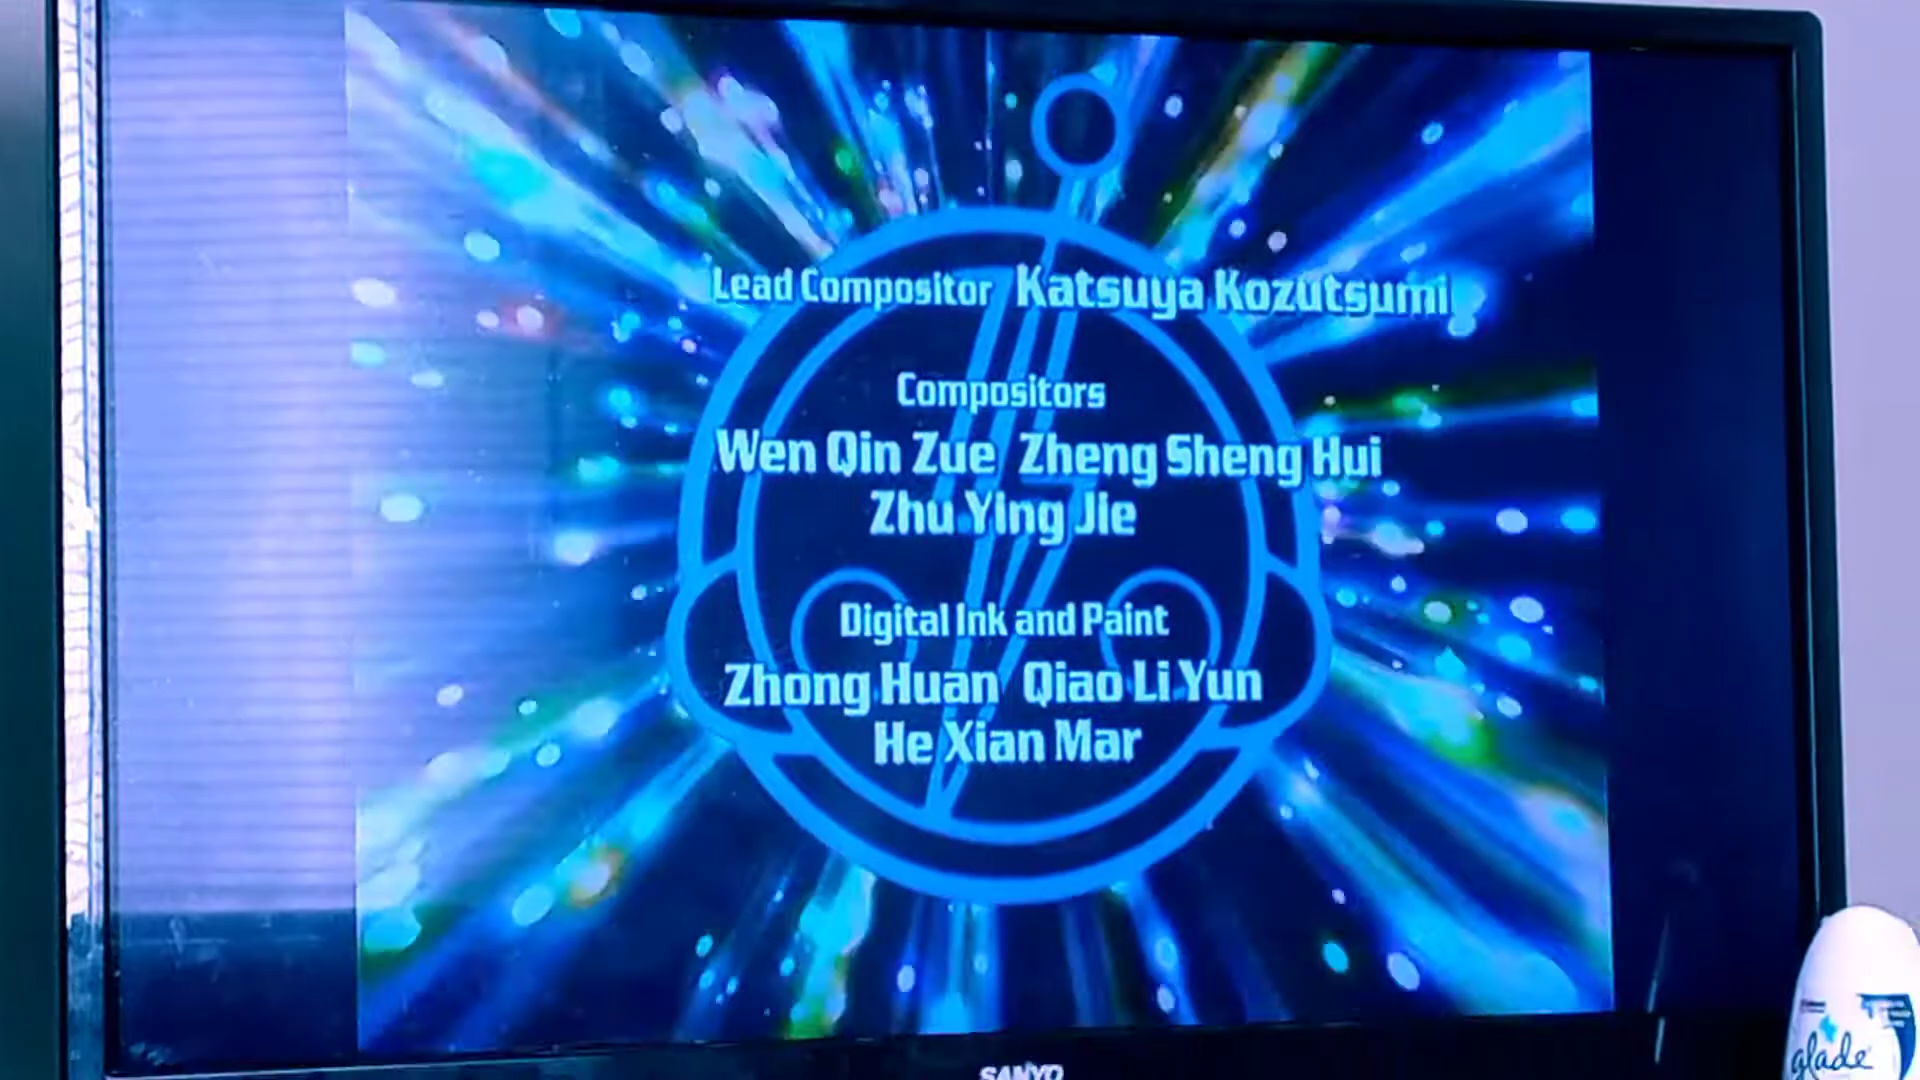 Lead Compositor Katsuya Kozutsumi
Compositors
Wen Qin Zue Zheng Sheng Hui
Zhu Ying Jie
Digital Ink and Paint
Zhong Huan Qiao Li Yun
He Xian Mar
SANYO
glade